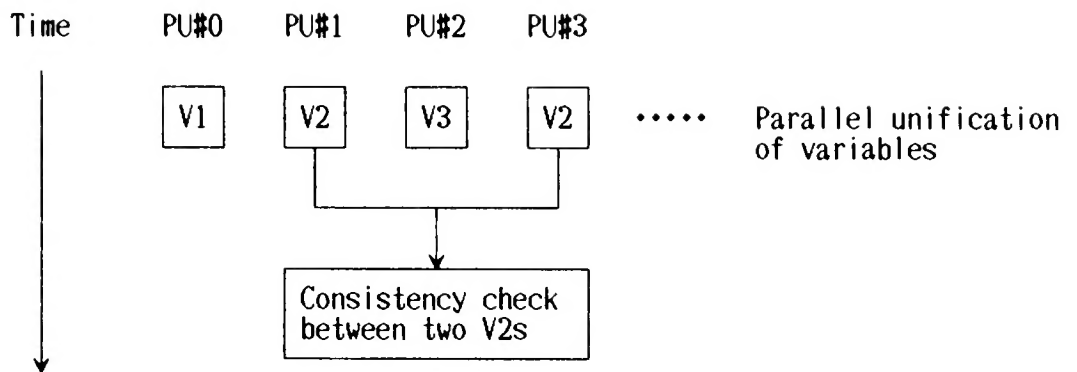 Time PU#0 PU#1 PU#2 PU#3
V1 V2 V3 V2 ····· Parallel unification
of variables
Consistency check
between two V2s